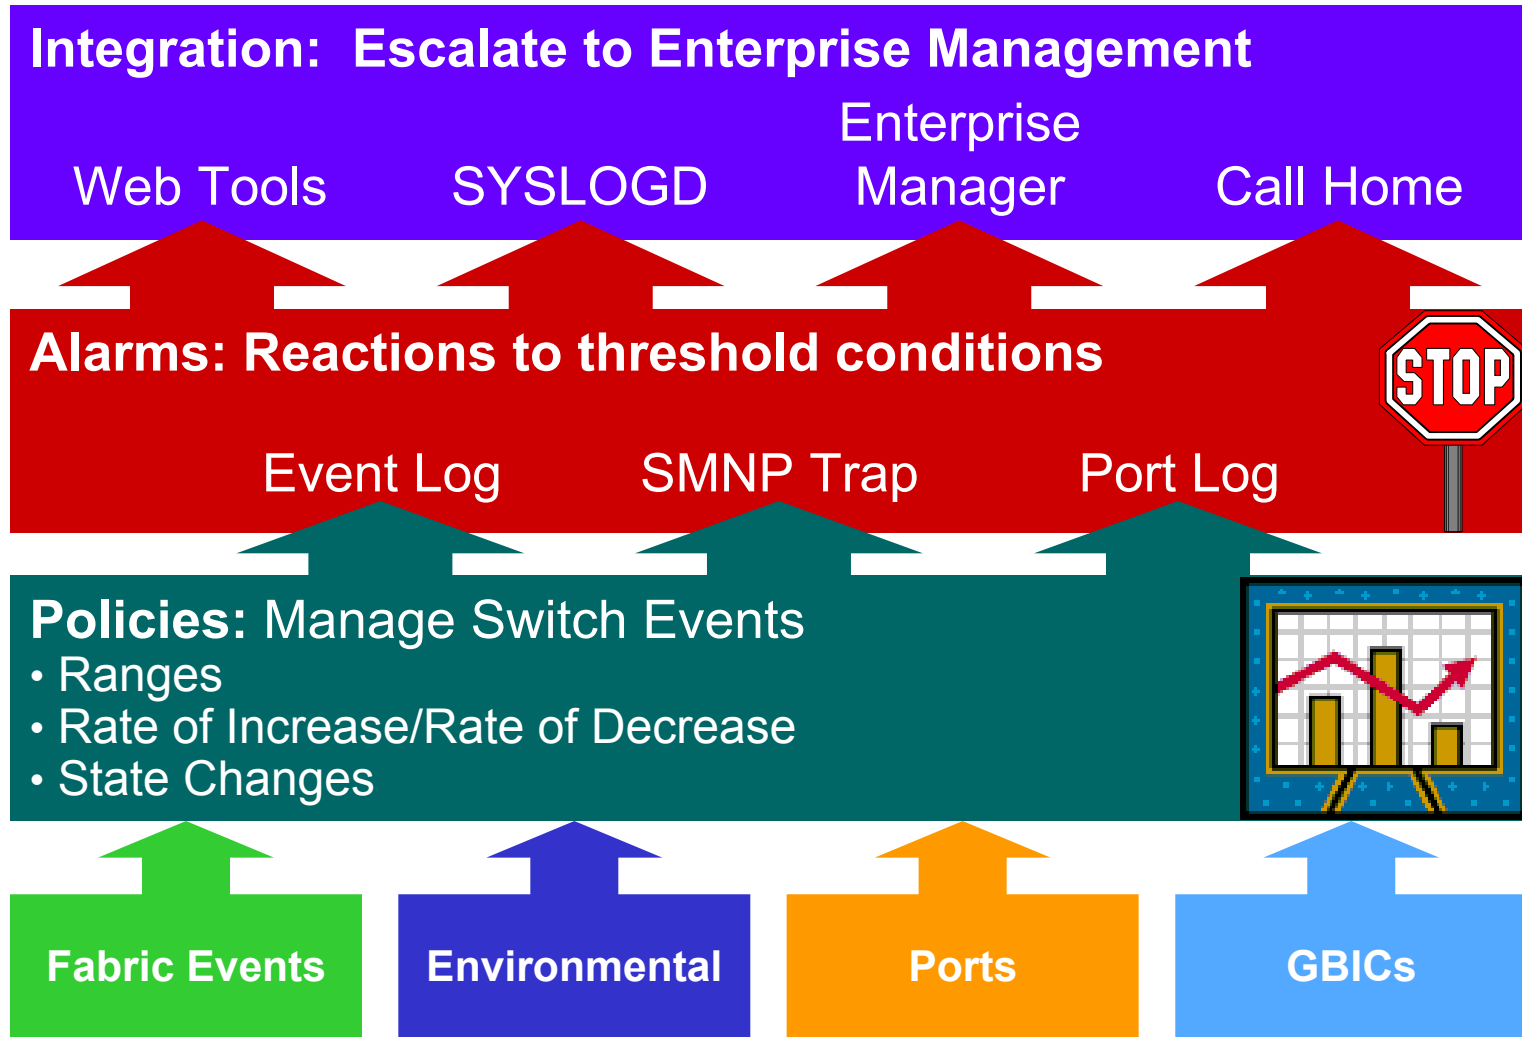 Integration: Escalate to Enterprise Management
Web Tools
SYSLOGD
Enterprise
Manager
Call Home
Alarms: Reactions to threshold conditions
STOP
Event Log
SMNP Trap
Port Log
Policies: Manage Switch Events
• Ranges
• Rate of Increase/Rate of Decrease
• State Changes
Fabric Events
Environmental
Ports
GBICs